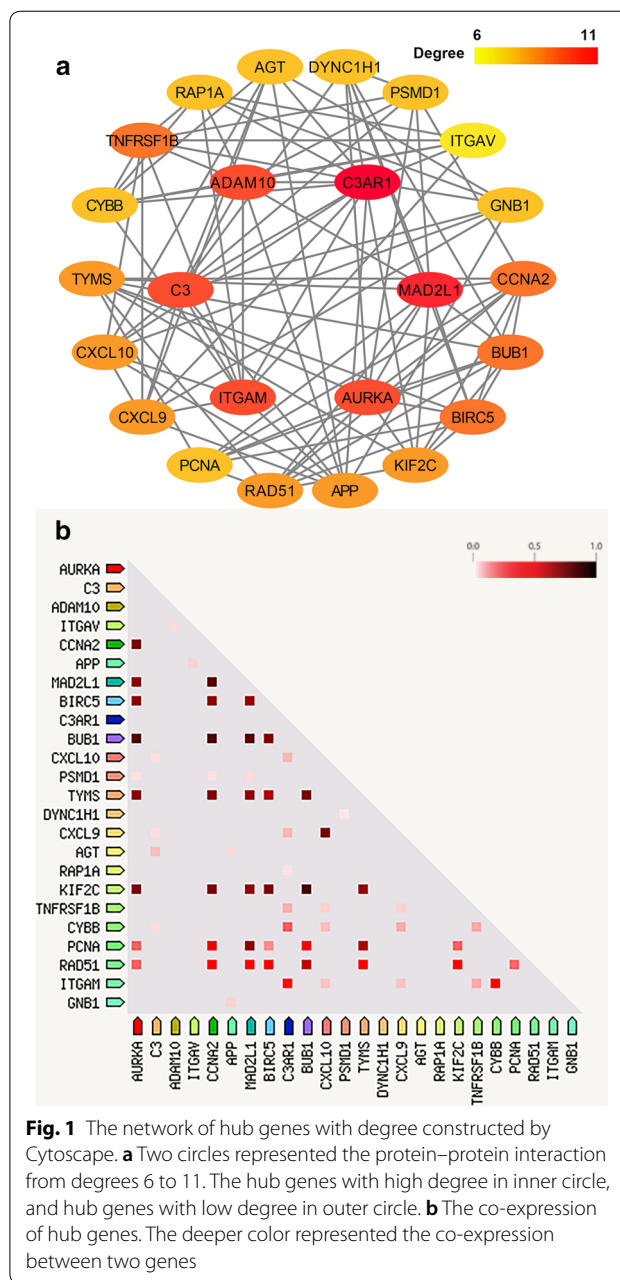 a
6 11
Degree
AGT DYNC1H1
RAP1A PSMD1
TNFRSF1B ITGAV
ADAM10 C3AR1
CYBB GNB1
TYMS C3 MAD2L1 CCNA2
CXCL10 BUB1
ITGAM AURKA
CXCL9 BIRC5
PCNA KIF2C
RAD51 APP
b
0.0 0.5 1.0
AURKA
C3
ADAM10
ITGAV
CCNA2
APP
MAD2L1
BIRC5
C3AR1
BUB1
CXCL10
PSMD1
TYMS
DYNC1H1
CXCL9
AGT
RAP1A
KIF2C
TNFRSF1B
CYBB
PCNA
RAD51
ITGAM
GNB1
AURKA
C3
ADAM10
ITGAV
CCNA2
APP
MAD2L1
BIRC5
C3AR1
BUB1
CXCL10
PSMD1
TYMS
DYNC1H1
CXCL9
AGT
RAP1A
KIF2C
TNFRSF1B
CYBB
PCNA
RAD51
ITGAM
GNB1
Fig. 1 The network of hub genes with degree constructed by
Cytoscape. a Two circles represented the protein–protein interaction
from degrees 6 to 11. The hub genes with high degree in inner circle,
and hub genes with low degree in outer circle. b The co-expression
of hub genes. The deeper color represented the co-expression
between two genes